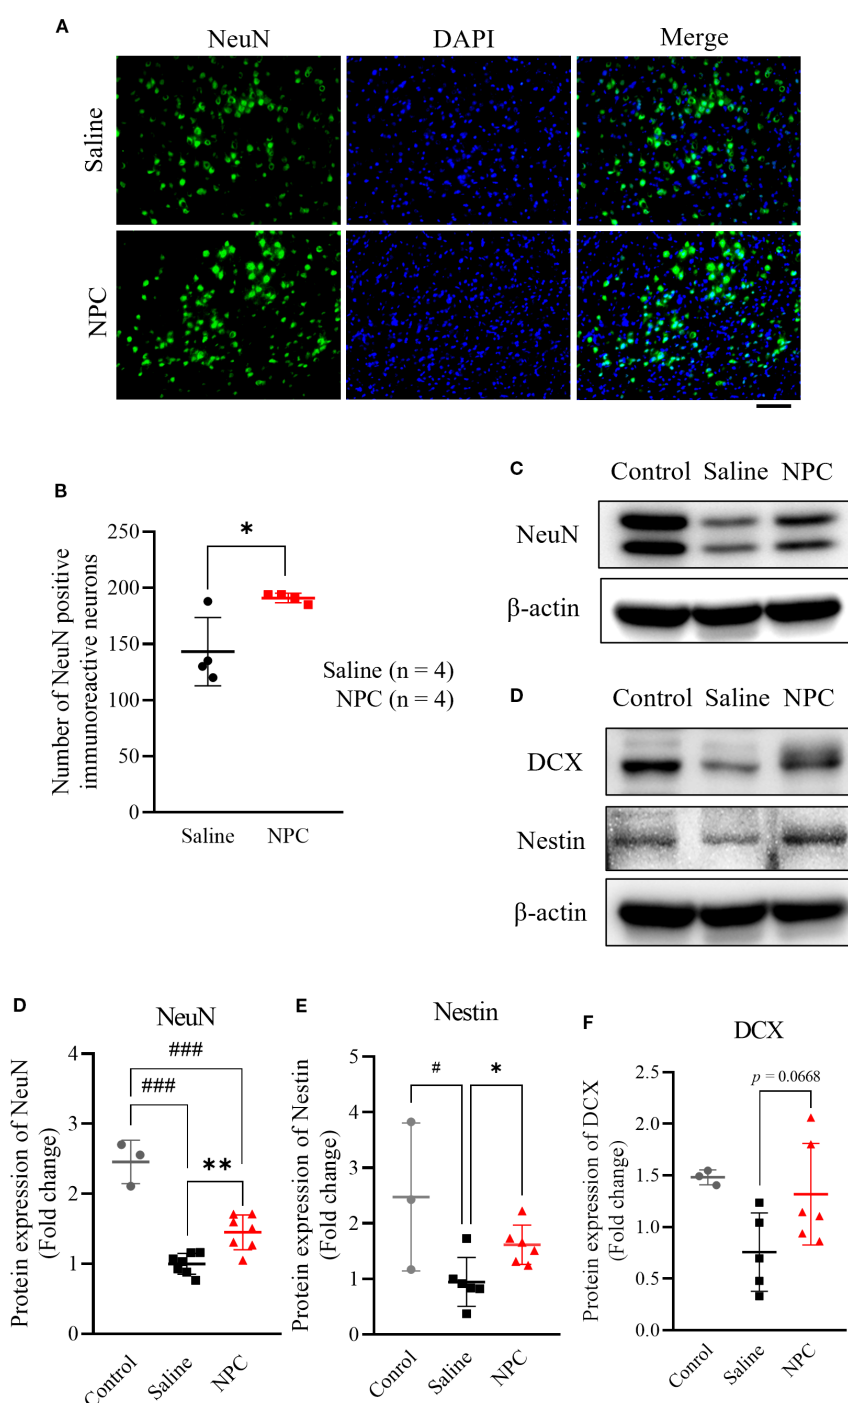 A
NeuN DAPI Merge
Saline
NPC
B
250
200
150
100
50
0
Number of NeuN positive
immunoreactive neurons
*
Saline NPC
Saline (n = 4)
NPC (n = 4)
C
Control Saline NPC
NeuN
β-actin
D
Control Saline NPC
DCX
Nestin
β-actin
D
NeuN
Protein expression of NeuN
(Fold change)
4
3
2
1
0
###
###
**
Control Saline NPC
E
Nestin
Protein expression of Nestin
(Fold change)
5
4
3
2
1
0
#
*
Conrol Saline NPC
F
DCX
Protein expression of DCX
(Fold change)
2.5
2.0
1.5
1.0
0.5
0.0
p = 0.0668
Control Saline NPC